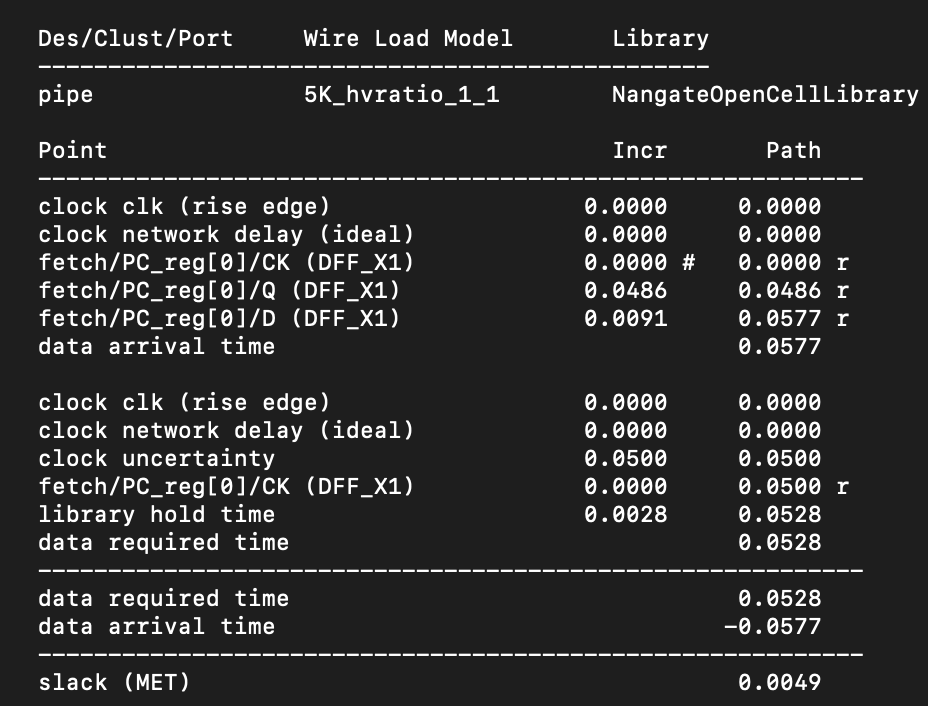 Des/Clust/Port     Wire Load Model       Library
------------------------------------------------
pipe               5K_hvratio_1_1        NangateOpenCellLibrary

Point                                    Incr       Path
-----------------------------------------------------------
clock clk (rise edge)                  0.0000     0.0000
clock network delay (ideal)            0.0000     0.0000
fetch/PC_reg[0]/CK (DFF_X1)            0.0000 #   0.0000 r
fetch/PC_reg[0]/Q (DFF_X1)             0.0486     0.0486 r
fetch/PC_reg[0]/D (DFF_X1)             0.0091     0.0577 r
data arrival time                                 0.0577

clock clk (rise edge)                  0.0000     0.0000
clock network delay (ideal)            0.0000     0.0000
clock uncertainty                      0.0500     0.0500
fetch/PC_reg[0]/CK (DFF_X1)            0.0000     0.0500 r
library hold time                      0.0028     0.0528
data required time                                0.0528
-----------------------------------------------------------
data required time                                0.0528
data arrival time                                -0.0577
-----------------------------------------------------------
slack (MET)                                       0.0049